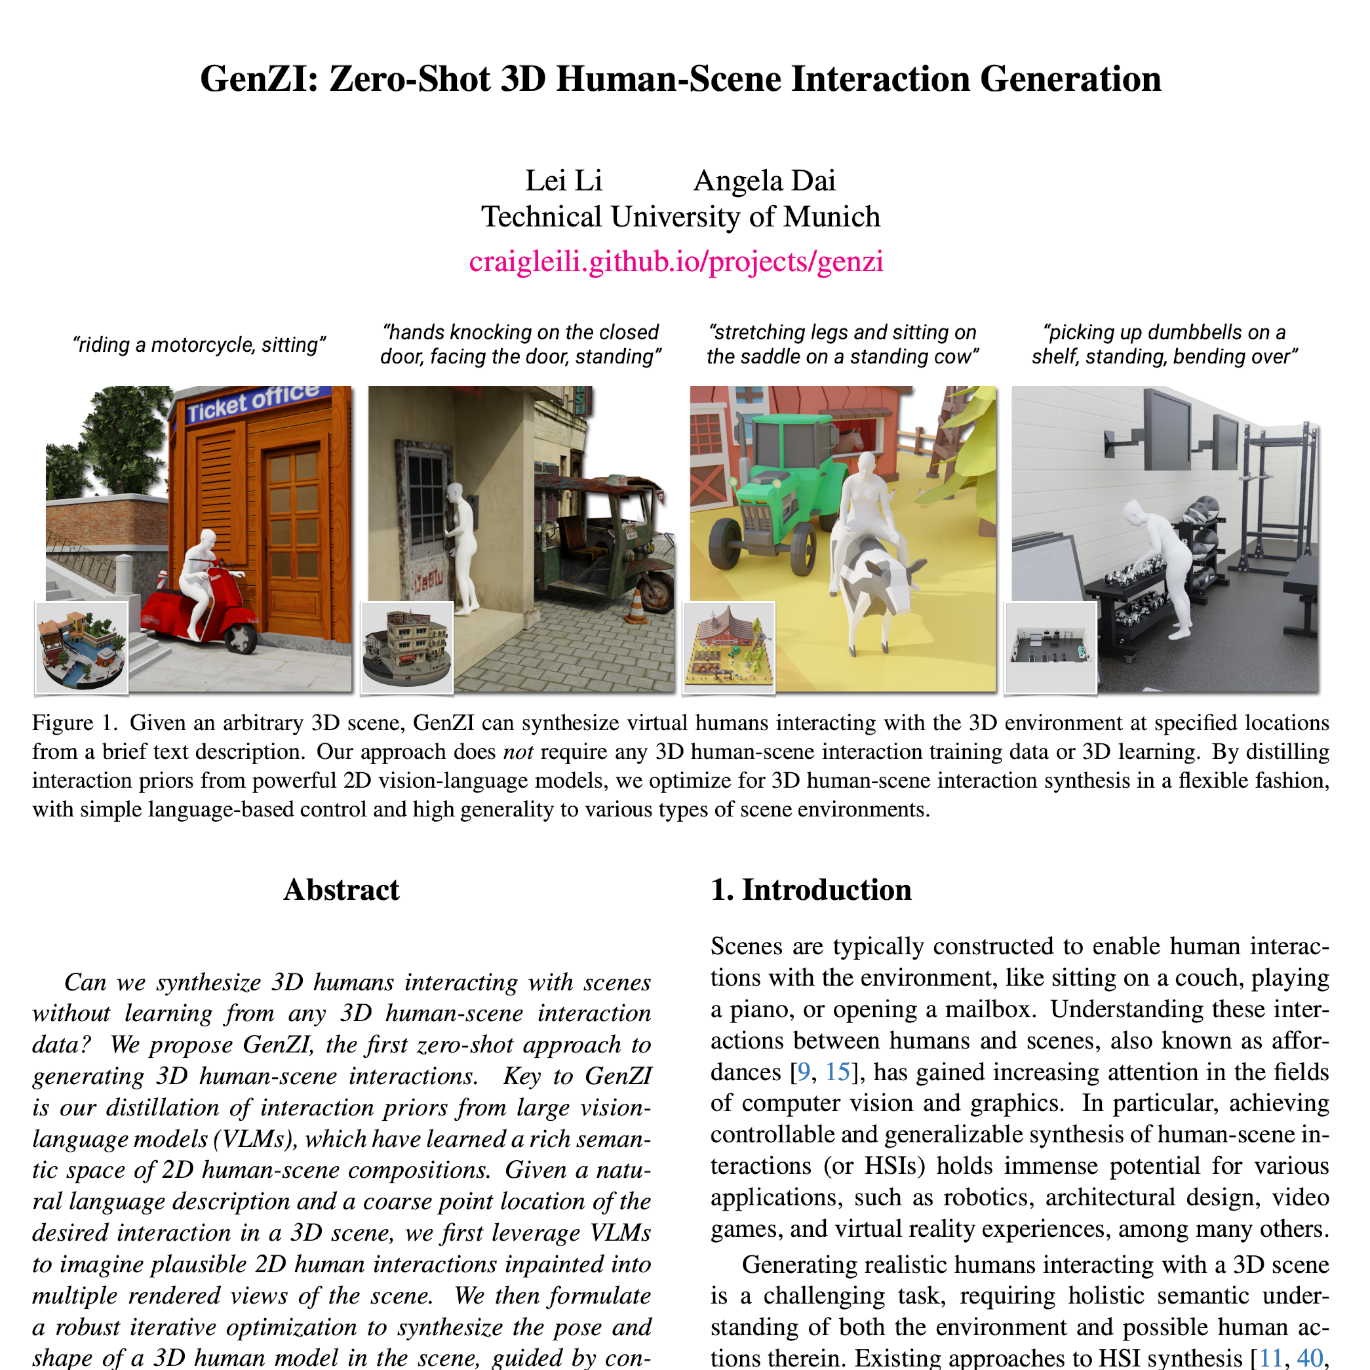 GenZI: Zero-Shot 3D Human-Scene Interaction Generation
Lei Li Angela Dai
Technical University of Munich
craigleili.github.io/projects/genzi
“riding a motorcycle, sitting”
“hands knocking on the closed
door, facing the door, standing”
“stretching legs and sitting on
the saddle on a standing cow”
“picking up dumbbells on a
shelf, standing, bending over”
Ticket office
Figure 1. Given an arbitrary 3D scene, GenZI can synthesize virtual humans interacting with the 3D environment at specified locations
from a brief text description. Our approach does not require any 3D human-scene interaction training data or 3D learning. By distilling
interaction priors from powerful 2D vision-language models, we optimize for 3D human-scene interaction synthesis in a flexible fashion,
with simple language-based control and high generality to various types of scene environments.
Abstract
Can we synthesize 3D humans interacting with scenes
without learning from any 3D human-scene interaction
data? We propose GenZI, the first zero-shot approach to
generating 3D human-scene interactions. Key to GenZI
is our distillation of interaction priors from large vision-
language models (VLMs), which have learned a rich seman-
tic space of 2D human-scene compositions. Given a natu-
ral language description and a coarse point location of the
desired interaction in a 3D scene, we first leverage VLMs
to imagine plausible 2D human interactions inpainted into
multiple rendered views of the scene. We then formulate
a robust iterative optimization to synthesize the pose and
shape of a 3D human model in the scene, guided by con-
1. Introduction
Scenes are typically constructed to enable human interac-
tions with the environment, like sitting on a couch, playing
a piano, or opening a mailbox. Understanding these inter-
actions between humans and scenes, also known as affor-
dances [9, 15], has gained increasing attention in the fields
of computer vision and graphics. In particular, achieving
controllable and generalizable synthesis of human-scene in-
teractions (or HSIs) holds immense potential for various
applications, such as robotics, architectural design, video
games, and virtual reality experiences, among many others.
Generating realistic humans interacting with a 3D scene
is a challenging task, requiring holistic semantic under-
standing of both the environment and possible human ac-
tions therein. Existing approaches to HSI synthesis [11, 40,